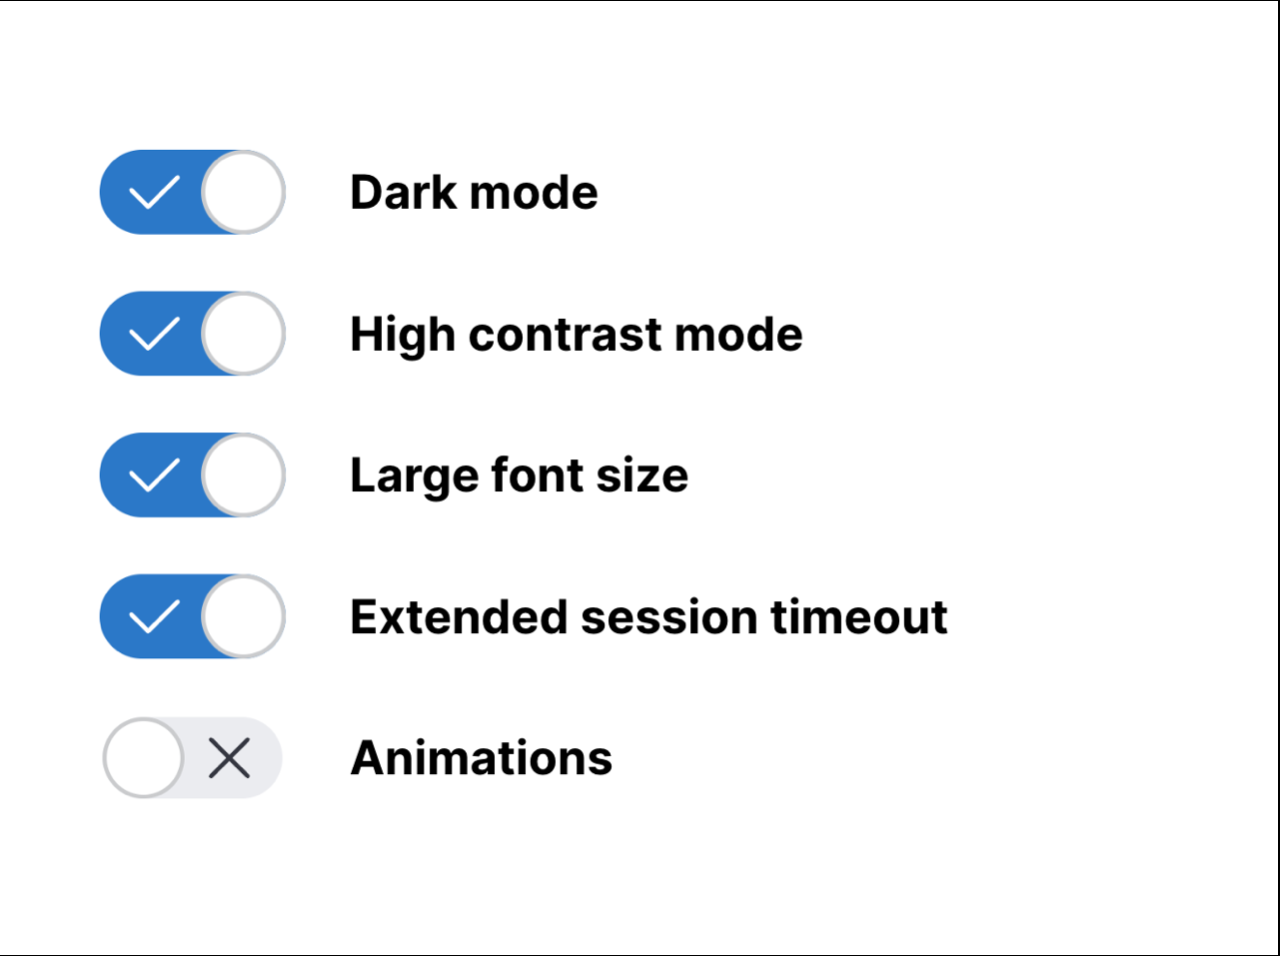 Dark mode
High contrast mode
Large font size
Extended session timeout
Animations